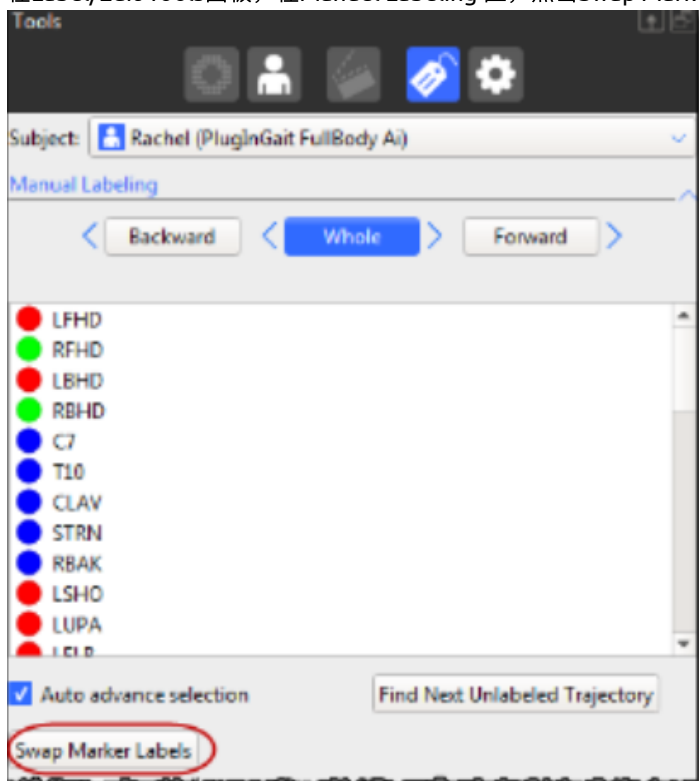 Tools
Subject: Rachel (PlugInGait FullBody Ai)
Manual Labeling
Backward Whole Forward
LFHD
RFHD
LBHD
RBHD
C7
T10
CLAV
STRN
RBAK
LSHO
LUPA
Auto advance selection Find Next Unlabeled Trajectory
Swap Marker Labels